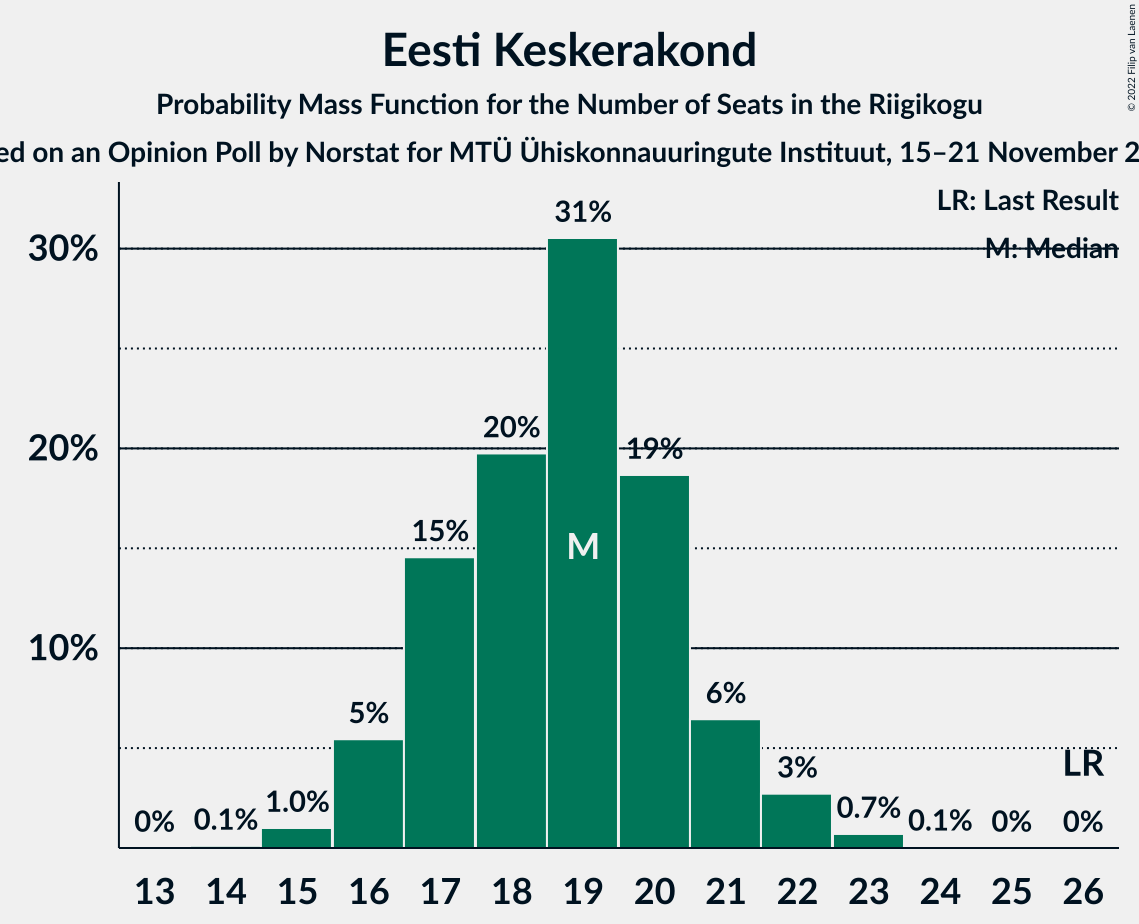 © 2022 Filip van Laenen
Eesti Keskerakond
Probability Mass Function for the Number of Seats in the Riigikogu
on an Opinion Poll by Norstat for MTÜ Ühiskonnauuringute Instituut, 15–21 November
LR: Last Result
M: Median
30%
20%
10%
0%
0.1%
1.0%
5%
15%
20%
31%
19%
6%
3%
0.7%
0.1%
0%
0%
M
LR
13 14 15 16 17 18 19 20 21 22 23 24 25 26